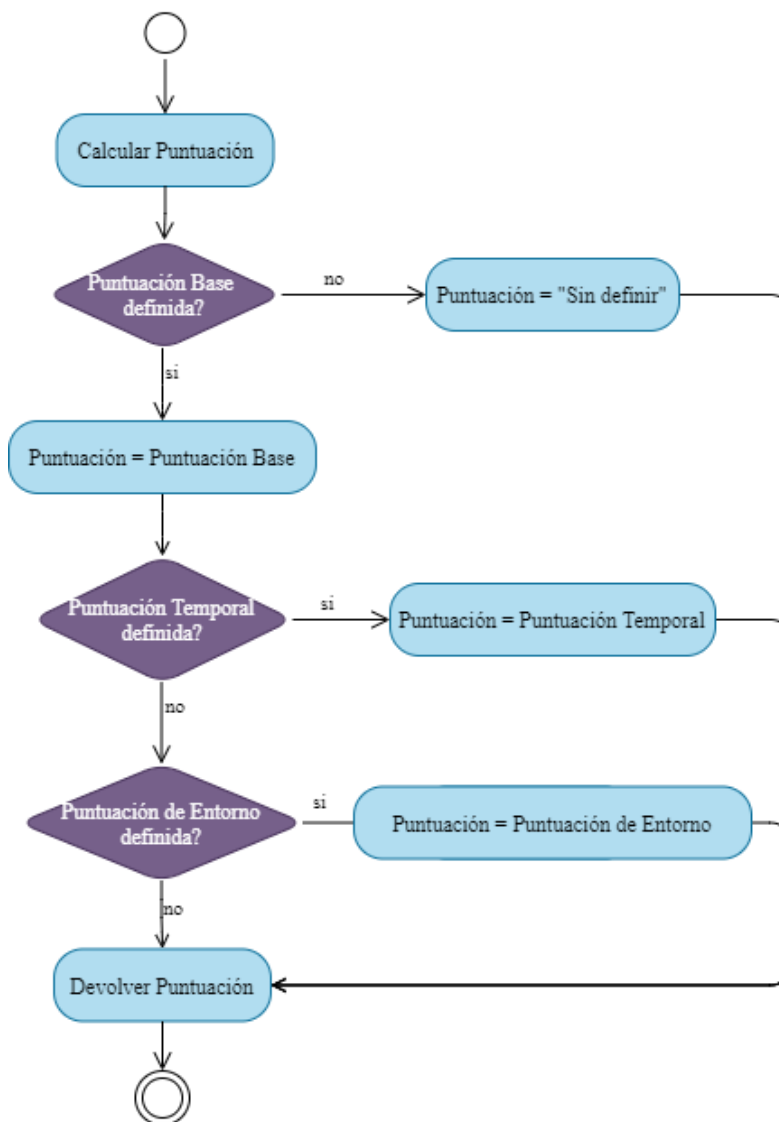 Calcular Puntuación
Puntuación Base
definida?
no
Puntuación = "Sin definir"
si
Puntuación = Puntuación Base
Puntuación Temporal
definida?
si
Puntuación = Puntuación Temporal
no
Puntuación de Entorno
definida?
si
Puntuación = Puntuación de Entorno
no
Devolver Puntuación